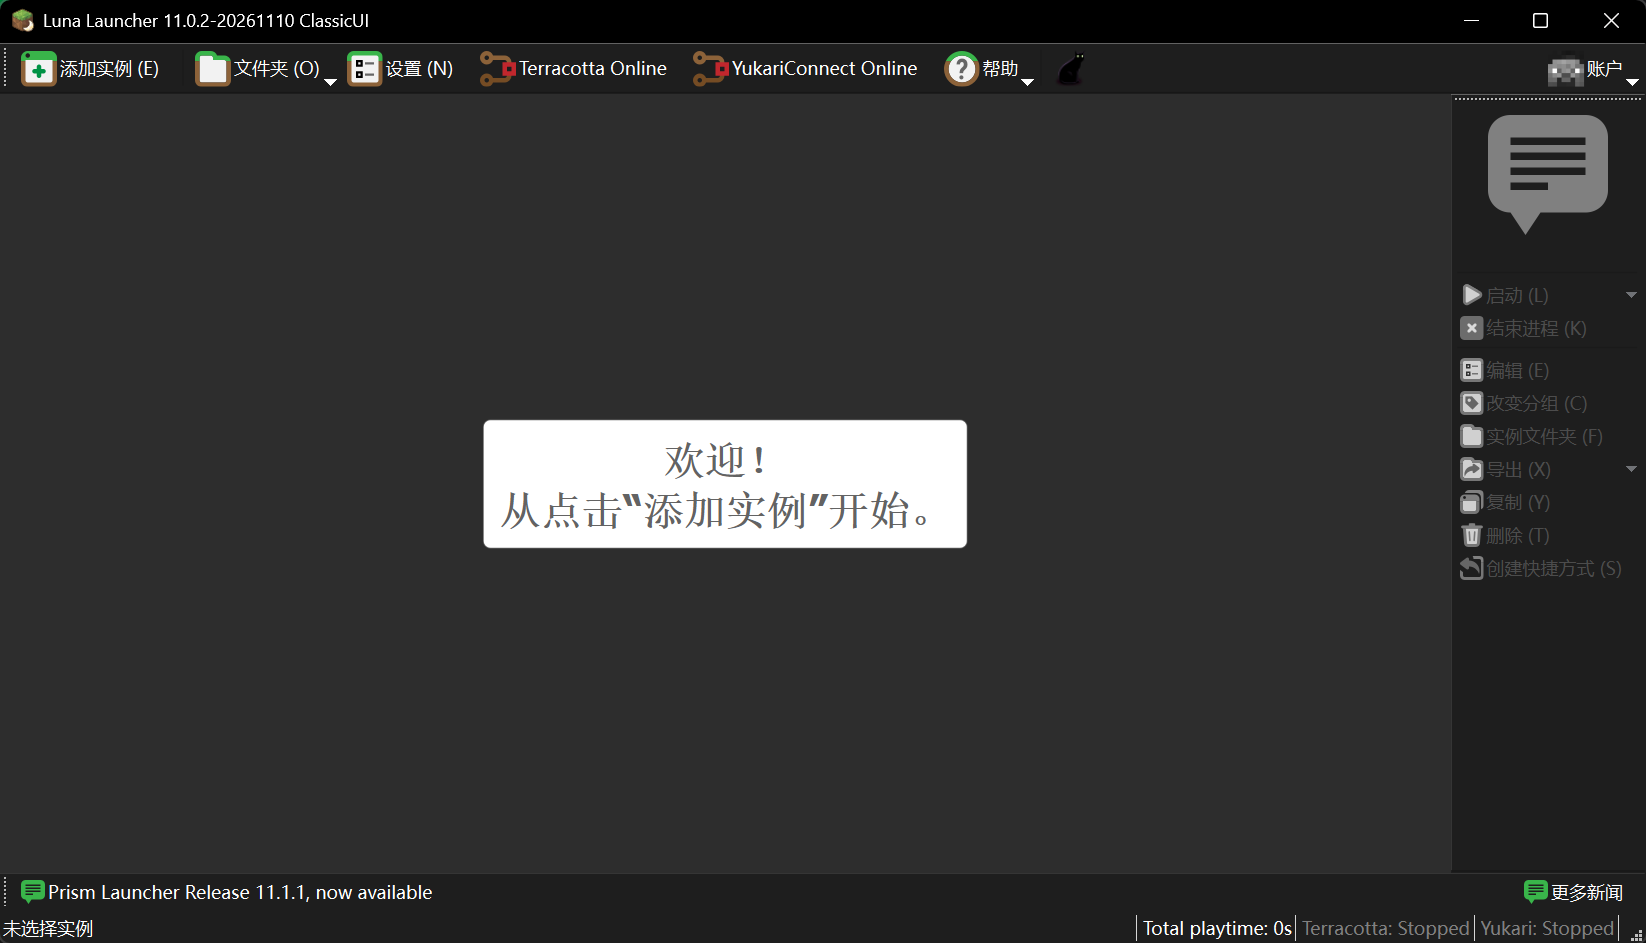 Luna Launcher 11.0.2-20261110 ClassicUI
添加实例 (E)
文件夹 (O)
设置 (N)
Terracotta Online
YukariConnect Online
帮助
账户
启动 (L)
结束进程 (K)
编辑 (E)
改变分组 (C)
实例文件夹 (F)
导出 (X)
复制 (Y)
删除 (T)
创建快捷方式 (S)
欢迎！
从点击“添加实例”开始。
Prism Launcher Release 11.1.1, now available
更多新闻
未选择实例
Total playtime: 0s
Terracotta: Stopped
Yukari: Stopped